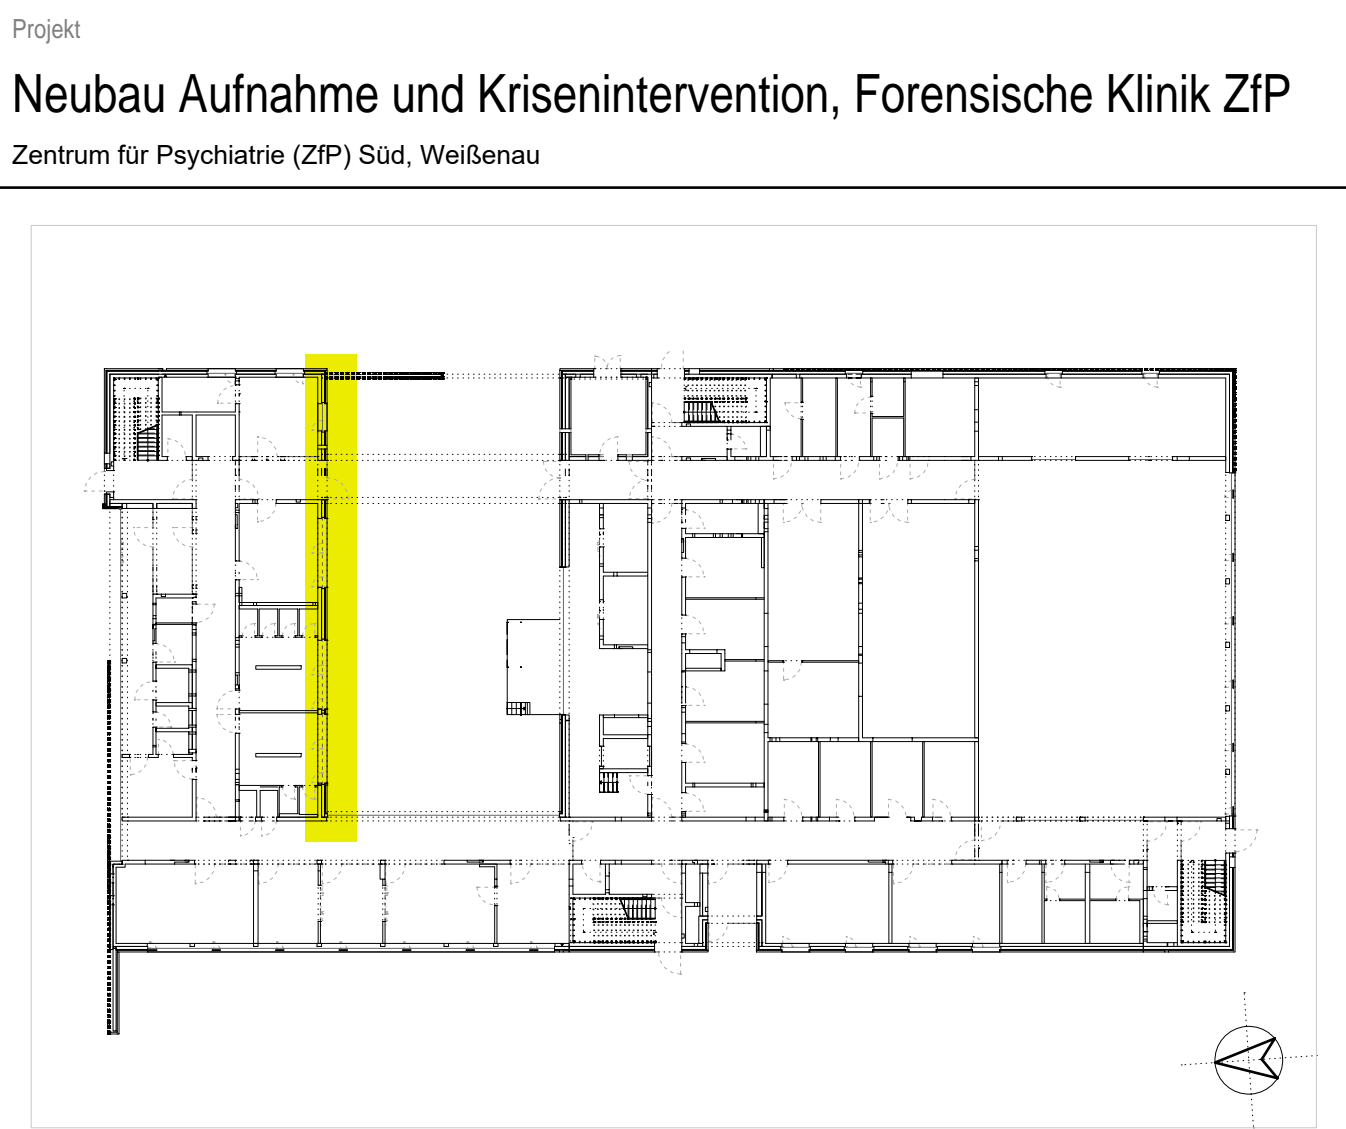 Projekt
Neubau Aufnahme und Krisenintervention, Forensische Klinik ZfP
Zentrum für Psychiatrie (ZfP) Süd, Weißenau